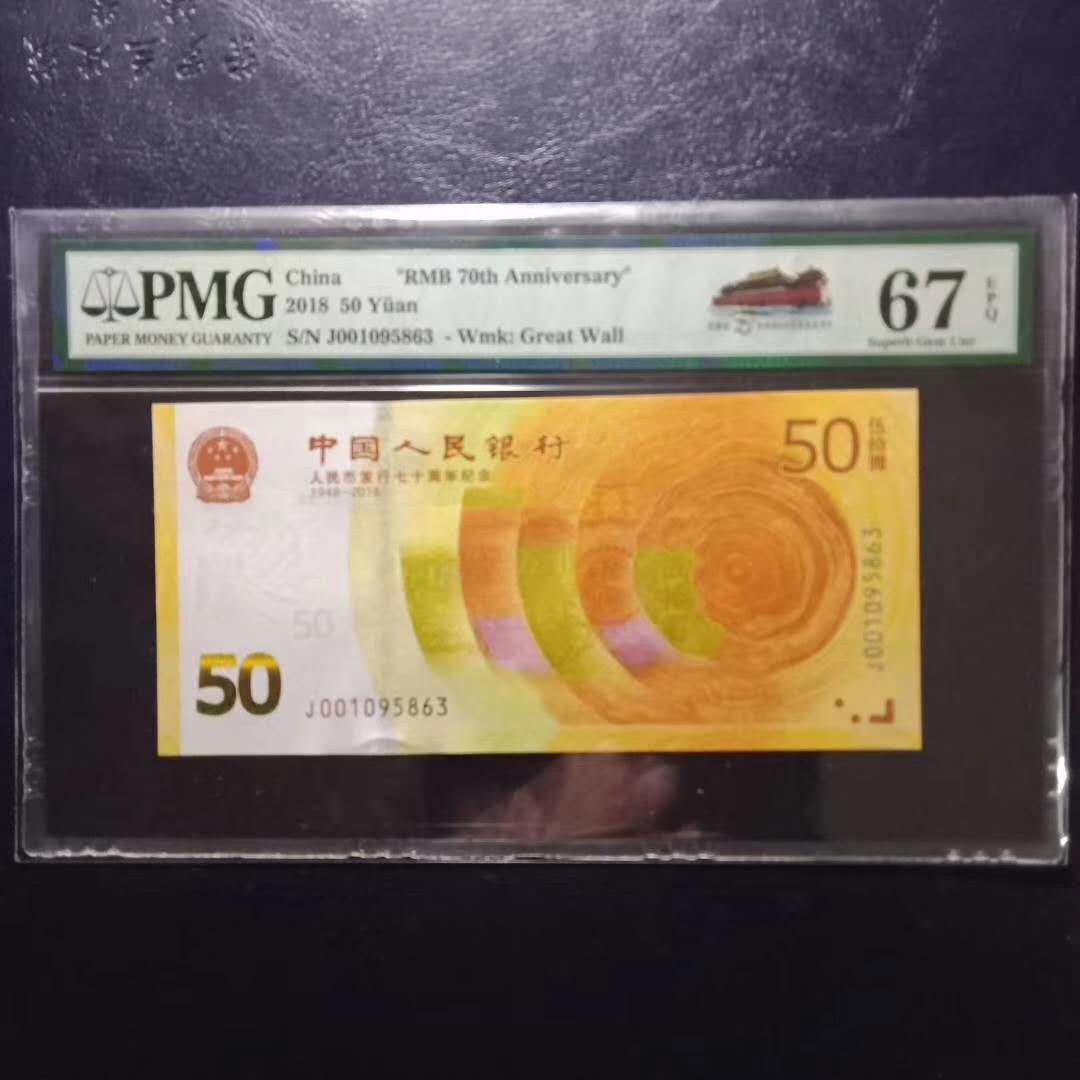 PMG
PAPER MONEY GUARANTY
China "RMB 70th Anniversary"
2018 50 Yüan
S/N J001095863 - Wmk: Great Wall
67
EPQ
Superb Gem Unc
中国人民银行
人民币发行七十周年纪念
1948-2018
50
伍拾圆
50
50
J001095863
J001095863